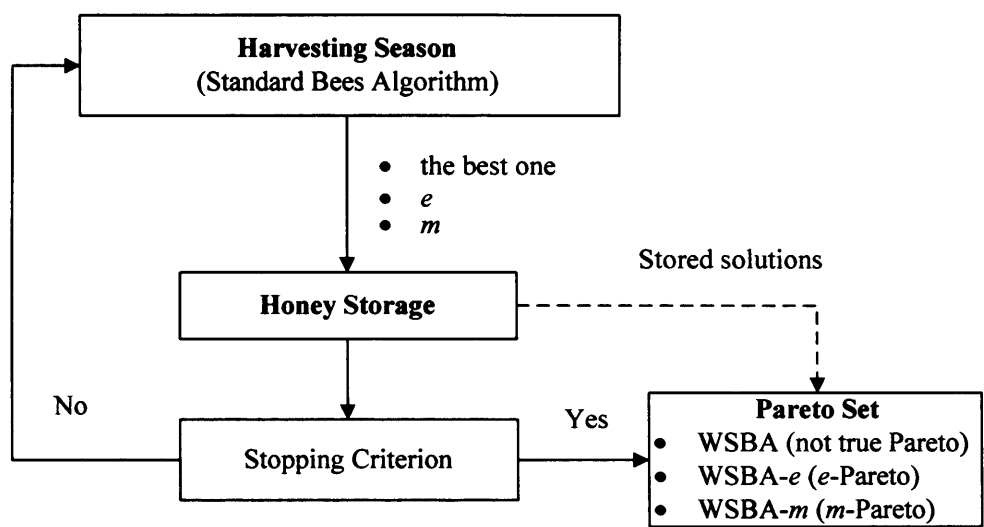 Harvesting Season
(Standard Bees Algorithm)
• the best one
• e
• m
Stored solutions
Honey Storage
No
Stopping Criterion
Yes
Pareto Set
• WSBA (not true Pareto)
• WSBA-e (e-Pareto)
• WSBA-m (m-Pareto)